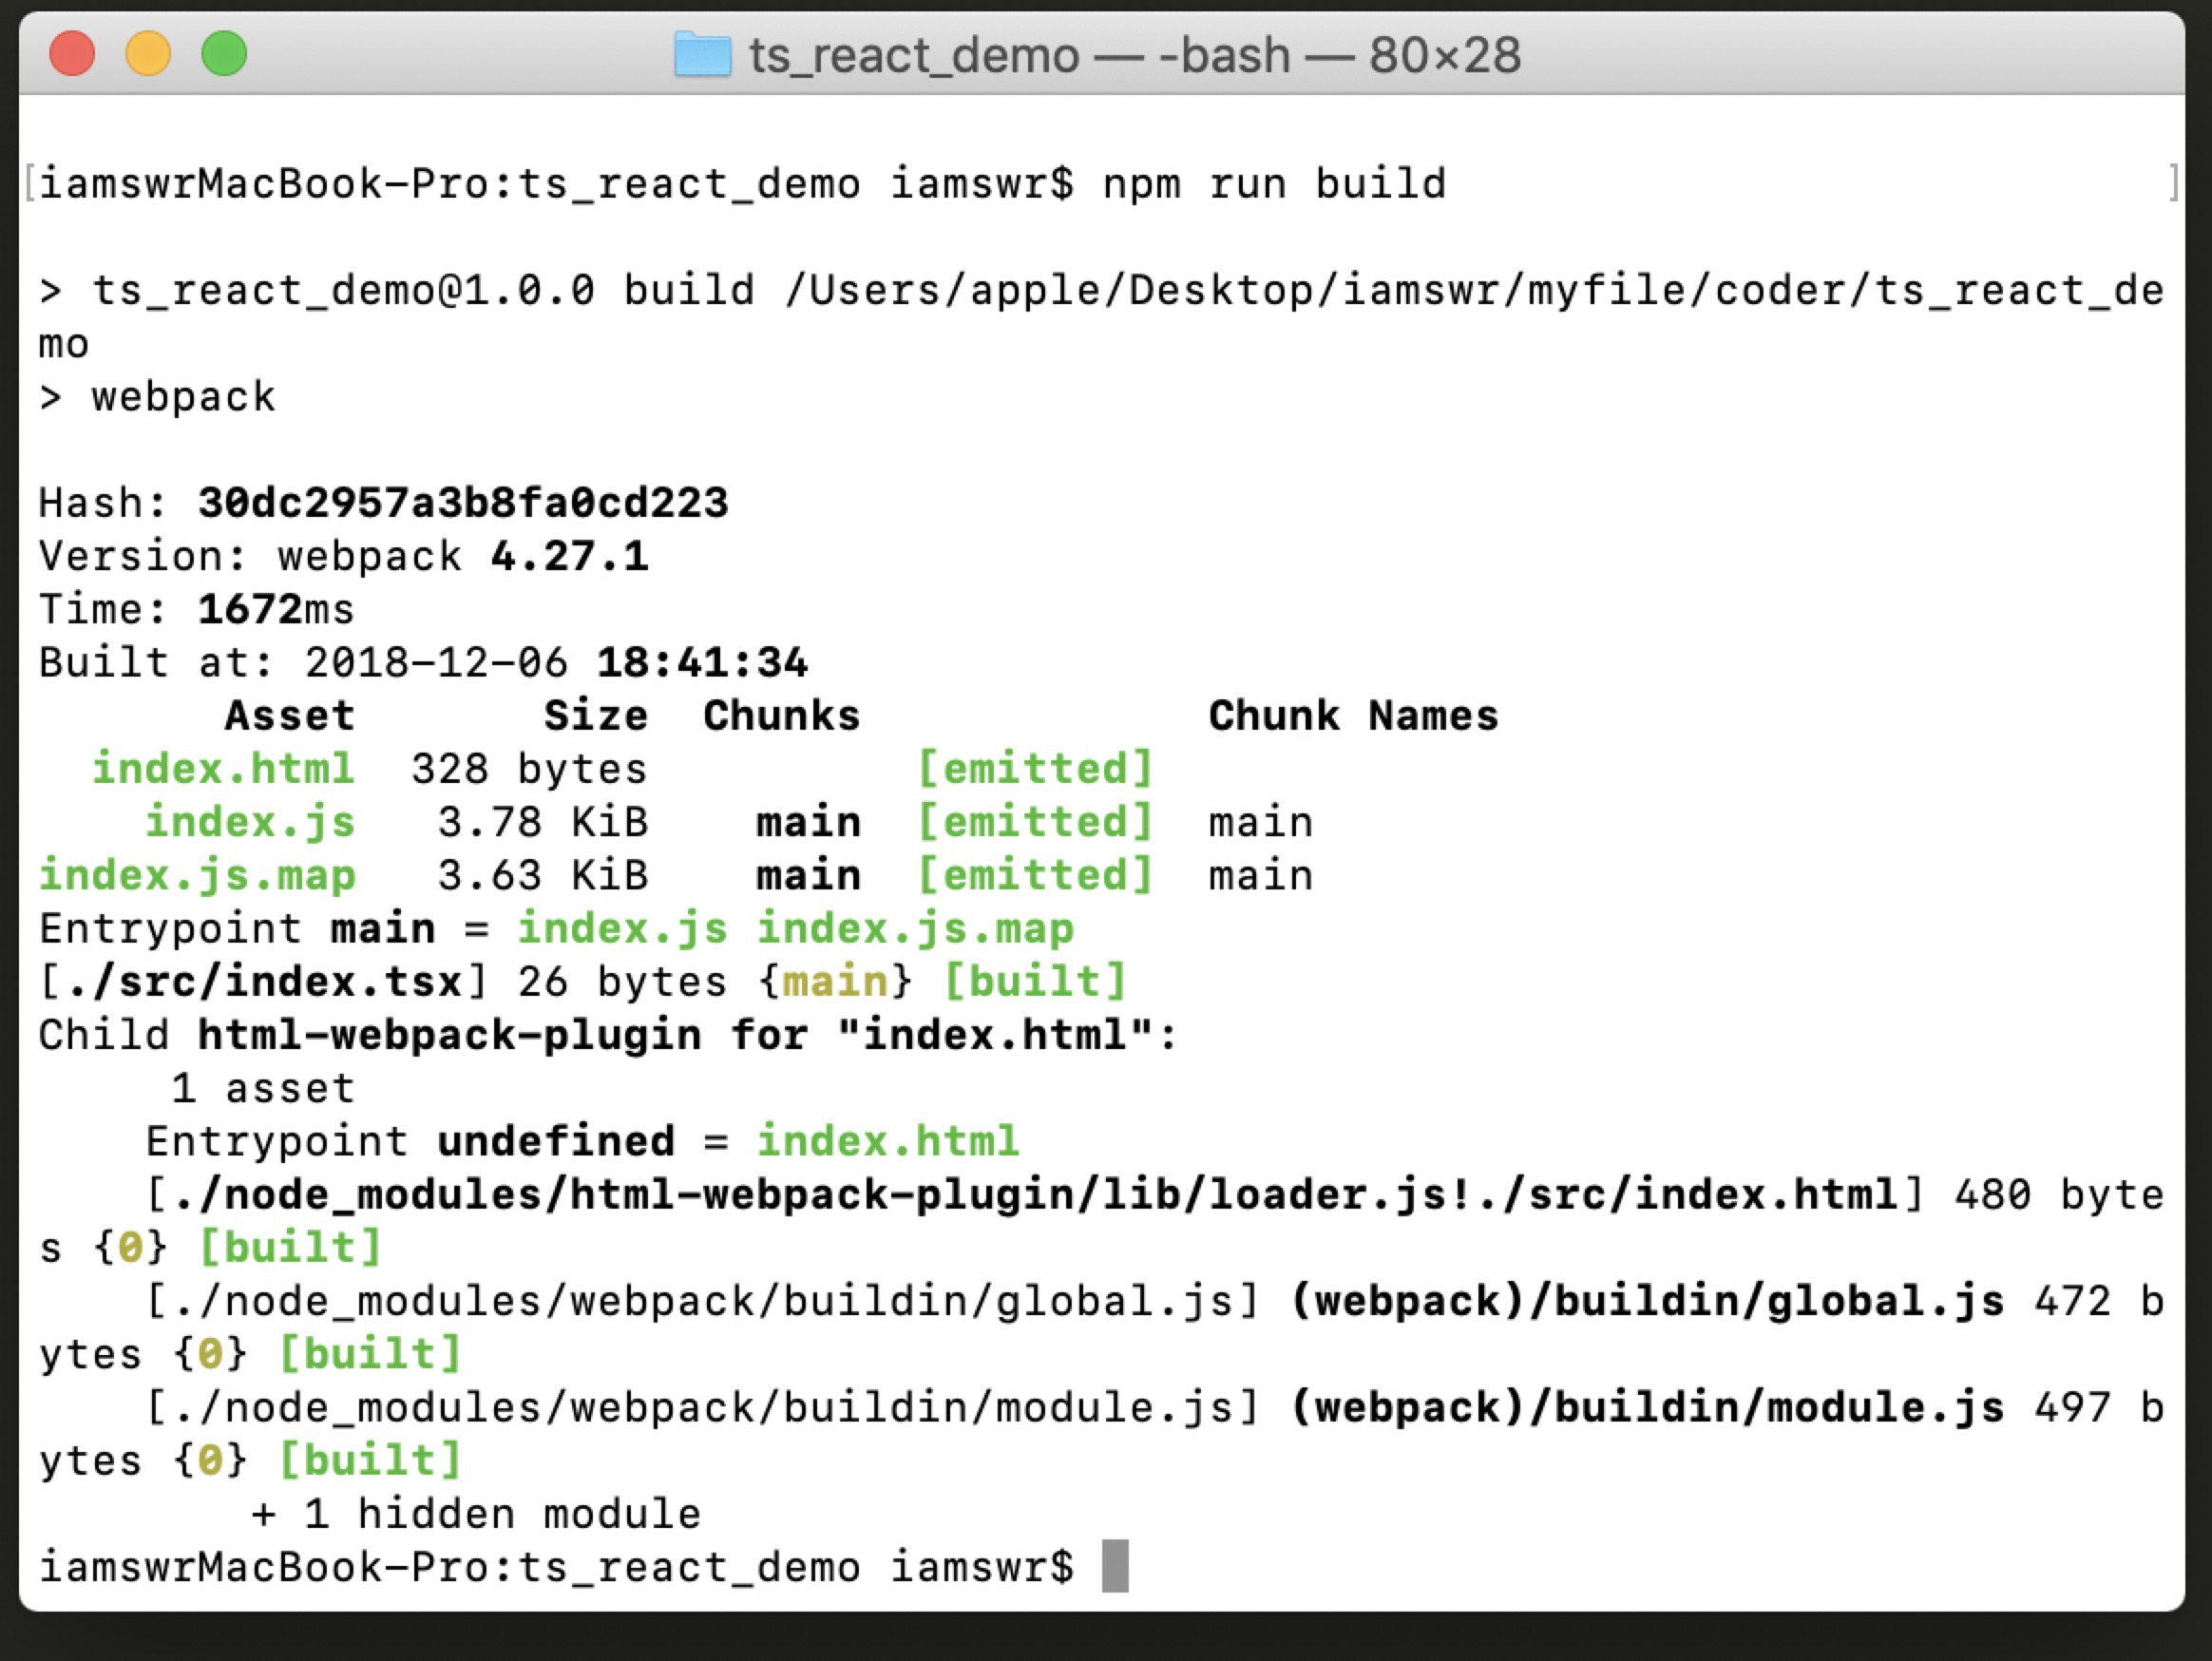 ts_react_demo — -bash — 80×28
[iamswrMacBook-Pro:ts_react_demo iamswr$ npm run build ]
> ts_react_demo@1.0.0 build /Users/apple/Desktop/iamswr/myfile/coder/ts_react_de
mo
> webpack
Hash: 30dc2957a3b8fa0cd223
Version: webpack 4.27.1
Time: 1672ms
Built at: 2018-12-06 18:41:34
       Asset       Size  Chunks             Chunk Names
  index.html  328 bytes          [emitted]
    index.js   3.78 KiB    main  [emitted]  main
index.js.map   3.63 KiB    main  [emitted]  main
Entrypoint main = index.js index.js.map
[./src/index.tsx] 26 bytes {main} [built]
Child html-webpack-plugin for "index.html":
     1 asset
    Entrypoint undefined = index.html
    [./node_modules/html-webpack-plugin/lib/loader.js!./src/index.html] 480 byte
s {0} [built]
    [./node_modules/webpack/buildin/global.js] (webpack)/buildin/global.js 472 b
ytes {0} [built]
    [./node_modules/webpack/buildin/module.js] (webpack)/buildin/module.js 497 b
ytes {0} [built]
        + 1 hidden module
iamswrMacBook-Pro:ts_react_demo iamswr$